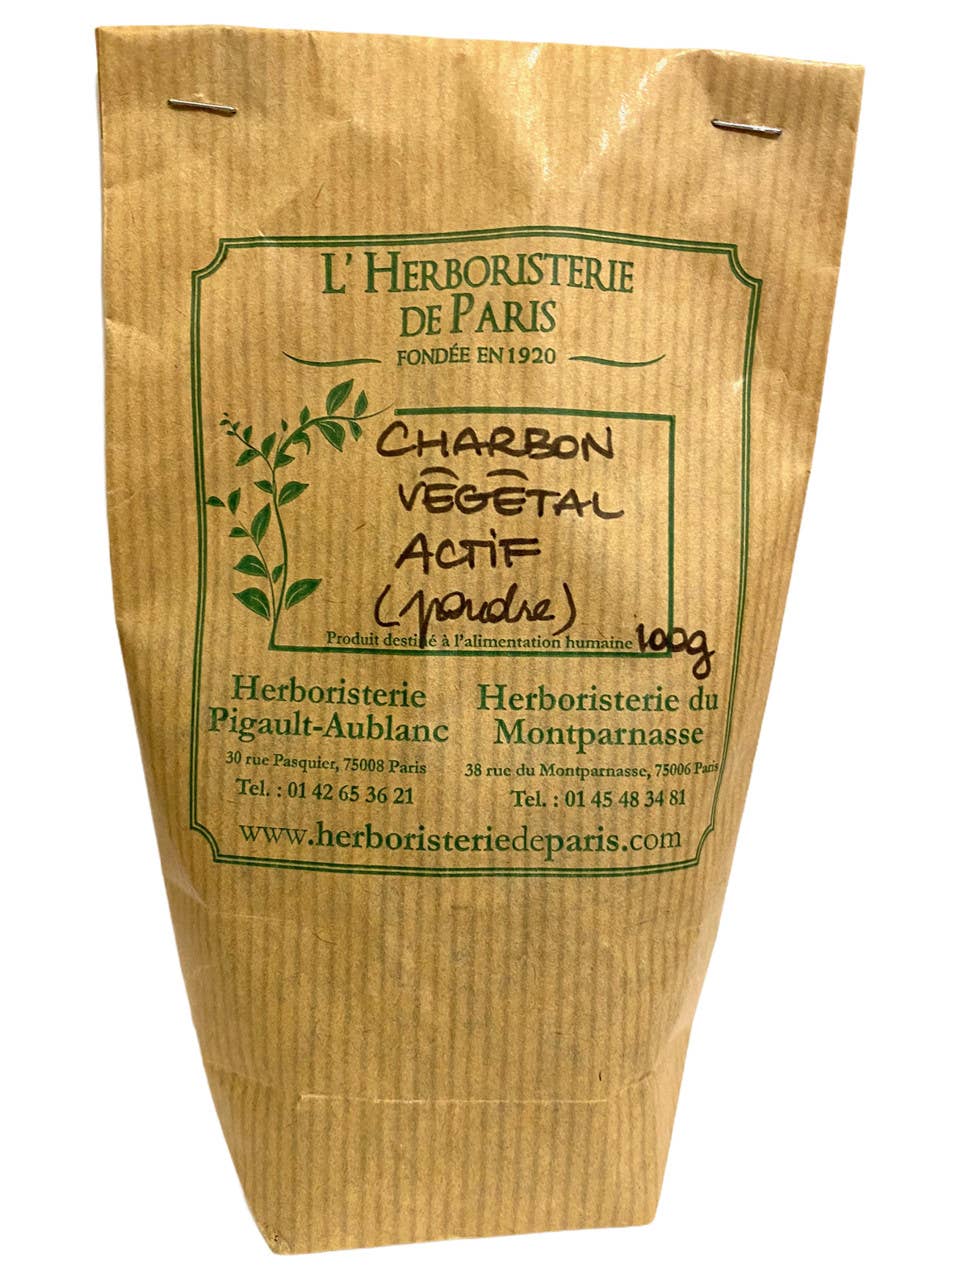 L'HERBORISTERIE
DE PARIS
FONDÉE EN 1920
CHARBON
VÉGÉTAL
ACTIF
(poudre)
Produit destiné à l'alimentation humaine 100g
Herboristerie
Pigault-Aublanc
30 rue Pasquier, 75008 Paris
Tel. : 01 42 65 36 21
Herboristerie du
Montparnasse
38 rue du Montparnasse, 75006 Paris
Tel. : 01 45 48 34 81
www.herboristeriedeparis.com